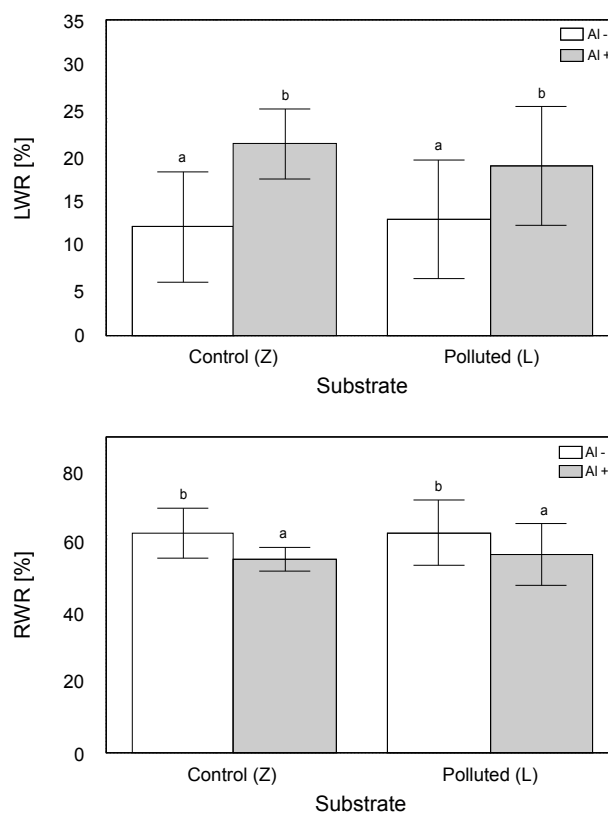 35
30
25
20
15
10
5
0
LWR [%]
Al -
Al +
a
b
a
b
Control (Z)
Polluted (L)
Substrate
80
60
40
20
0
RWR [%]
Al -
Al +
b
a
b
a
Control (Z)
Polluted (L)
Substrate